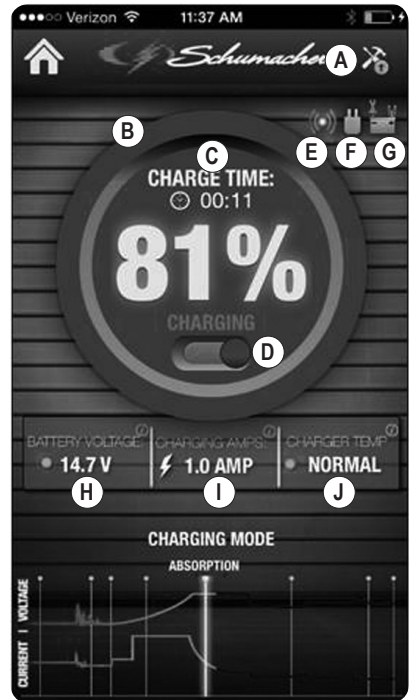 Verizon 11:37 AM
Schumacher A
B
E F G
C
CHARGE TIME:
00:11
81%
CHARGING
D
BATTERY VOLTAGE: CHARGING AMPS: CHARGER TEMP
14.7 V 1.0 AMP NORMAL
H I J
CHARGING MODE
ABSORPTION
CURRENT | VOLTAGE